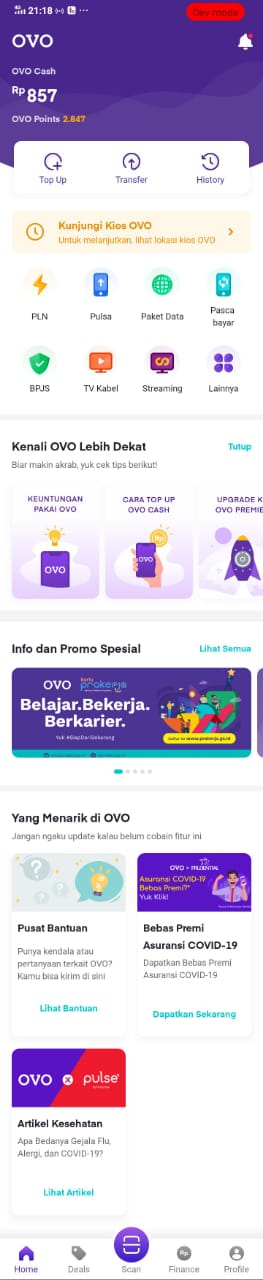 21:18
Dev mode
OVO
OVO Cash
Rp 857
OVO Points 2.847
Top Up
Transfer
History
Kunjungi Kios OVO
Untuk melanjutkan, lihat lokasi kios OVO
PLN
Pulsa
Paket Data
Pasca
bayar
BPJS
TV Kabel
Streaming
Lainnya
Kenali OVO Lebih Dekat
Tutup
Biar makin akrab, yuk cek tips berikut!
KEUNTUNGAN
PAKAI OVO
OVO
CARA TOP UP
OVO CASH
Rp
OVO
UPGRADE K
OVO PREMIE
Info dan Promo Spesial
Lihat Semua
OVO
kartu
prakerja
Belajar.Bekerja.
Berkarier.
Yuk #SiapDariSekarang
www.prakerja.go.id
Yang Menarik di OVO
Jangan ngaku update kalau belum cobain fitur ini
Pusat Bantuan
Punya kendala atau
pertanyaan terkait OVO?
Kamu bisa kirim di sini
Lihat Bantuan
OVO × PRUDENTIAL
Asuransi COVID-19
Bebas Premi?*
Yuk Klik!
Bebas Premi
Asuransi COVID-19
Dapatkan Bebas Premi
Asuransi COVID-19
Dapatkan Sekarang
OVO x pulse
Artikel Kesehatan
Apa Bedanya Gejala Flu,
Alergi, dan COVID-19?
Lihat Artikel
Home
Deals
Scan
Rp
Finance
Profile